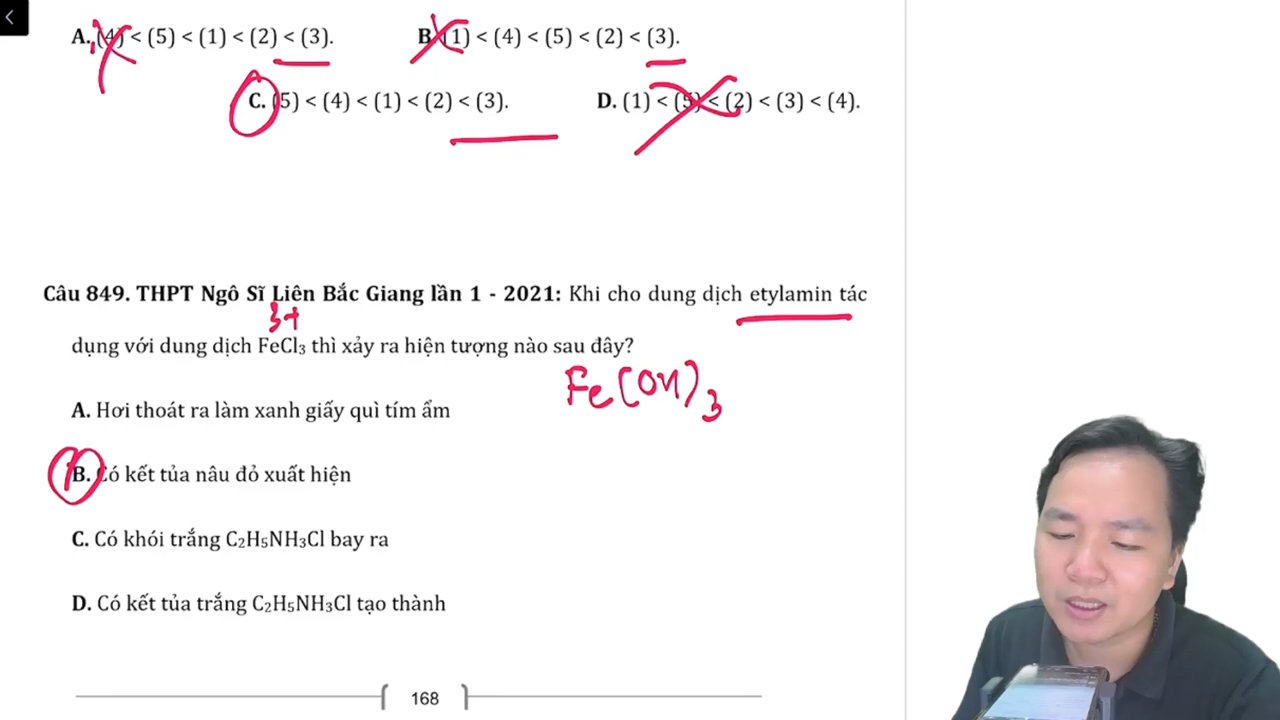 A. (4) < (5) < (1) < (2) < (3). B. (1) < (4) < (5) < (2) < (3).
C. (5) < (4) < (1) < (2) < (3). D. (1) < (5) < (2) < (3) < (4).
Câu 849. THPT Ngô Sĩ Liên Bắc Giang lần 1 - 2021: Khi cho dung dịch etylamin tác
3+
dụng với dung dịch FeCl₃ thì xảy ra hiện tượng nào sau đây?
Fe(OH)₃
A. Hơi thoát ra làm xanh giấy quì tím ẩm
B. Có kết tủa nâu đỏ xuất hiện
C. Có khói trắng C₂H₅NH₃Cl bay ra
D. Có kết tủa trắng C₂H₅NH₃Cl tạo thành
168